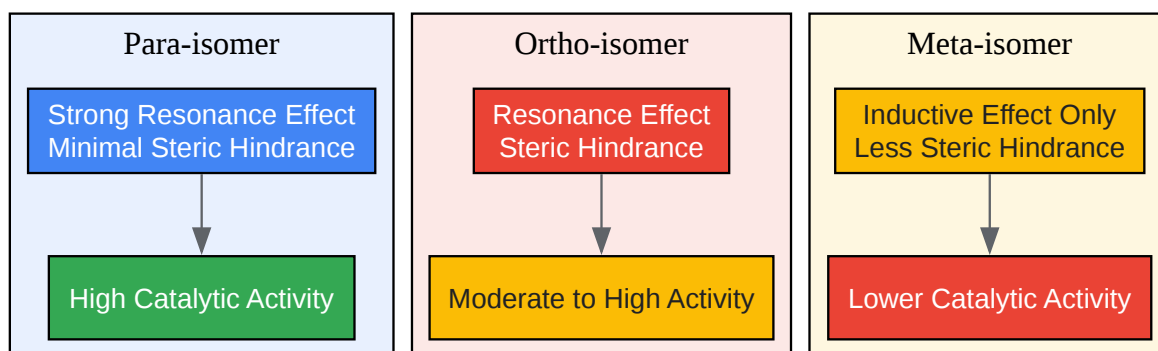 Para-isomer
Strong Resonance Effect
Minimal Steric Hindrance
High Catalytic Activity
Ortho-isomer
Resonance Effect
Steric Hindrance
Moderate to High Activity
Meta-isomer
Inductive Effect Only
Less Steric Hindrance
Lower Catalytic Activity